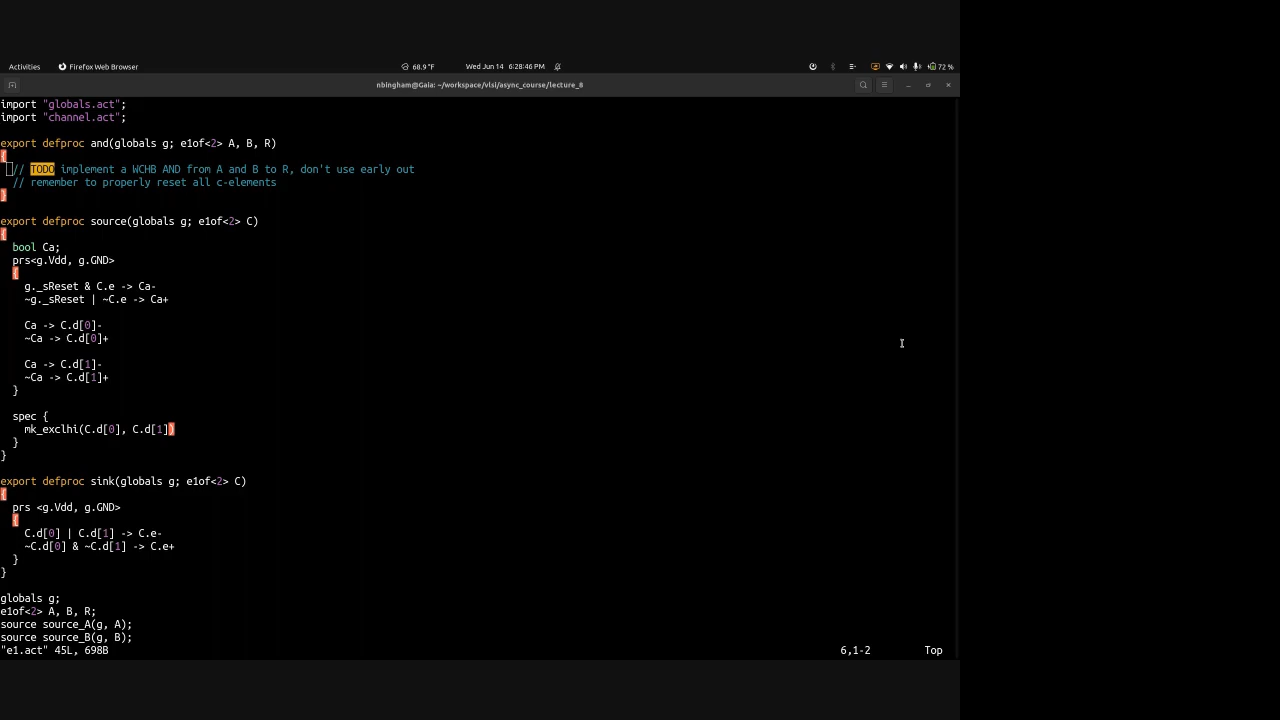 Activities Firefox Web Browser 68.9 °F Wed Jun 14 6:28:46 PM 72 %
nbingham@Gaia: ~/workspace/vlsi/async_course/lecture_8
import "globals.act";
import "channel.act";
export defproc and(globals g; e1of<2> A, B, R)
{
// TODO implement a WCHB AND from A and B to R, don't use early out
// remember to properly reset all c-elements
}
export defproc source(globals g; e1of<2> C)
{
bool Ca;
prs<g.Vdd, g.GND>
{
g._sReset & C.e -> Ca-
~g._sReset | ~C.e -> Ca+
Ca -> C.d[0]-
~Ca -> C.d[0]+
Ca -> C.d[1]-
~Ca -> C.d[1]+
}
spec {
mk_exclhi(C.d[0], C.d[1])
}
}
export defproc sink(globals g; e1of<2> C)
{
prs <g.Vdd, g.GND>
{
C.d[0] | C.d[1] -> C.e-
~C.d[0] & ~C.d[1] -> C.e+
}
}
globals g;
e1of<2> A, B, R;
source source_A(g, A);
source source_B(g, B);
"e1.act" 45L, 698B 6,1-2 Top